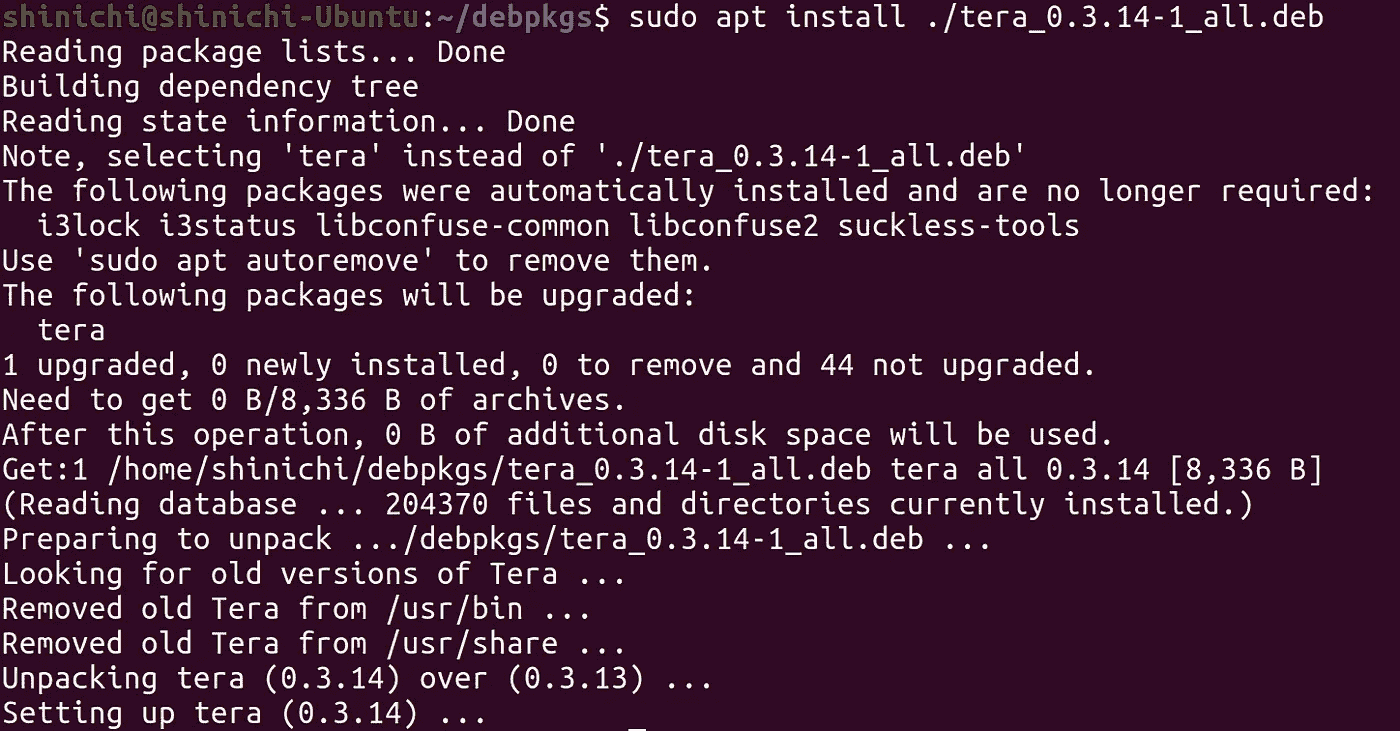 shinichi@shinichi-Ubuntu:~/debpkgs$ sudo apt install ./tera_0.3.14-1_all.deb
Reading package lists... Done
Building dependency tree
Reading state information... Done
Note, selecting 'tera' instead of './tera_0.3.14-1_all.deb'
The following packages were automatically installed and are no longer required:
  i3lock i3status libconfuse-common libconfuse2 suckless-tools
Use 'sudo apt autoremove' to remove them.
The following packages will be upgraded:
  tera
1 upgraded, 0 newly installed, 0 to remove and 44 not upgraded.
Need to get 0 B/8,336 B of archives.
After this operation, 0 B of additional disk space will be used.
Get:1 /home/shinichi/debpkgs/tera_0.3.14-1_all.deb tera all 0.3.14 [8,336 B]
(Reading database ... 204370 files and directories currently installed.)
Preparing to unpack .../debpkgs/tera_0.3.14-1_all.deb ...
Looking for old versions of Tera ...
Removed old Tera from /usr/bin ...
Removed old Tera from /usr/share ...
Unpacking tera (0.3.14) over (0.3.13) ...
Setting up tera (0.3.14) ...